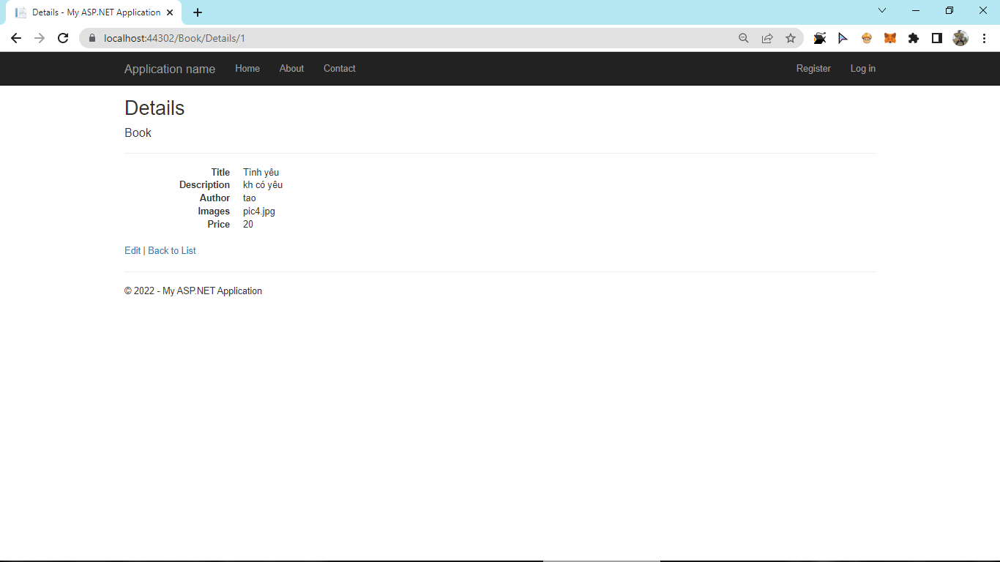 Details - My ASP.NET Application
localhost:44302/Book/Details/1
Application name Home About Contact Register Log in
Details
Book
Title Tình yêu
Description kh có yêu
Author tao
Images pic4.jpg
Price 20
Edit | Back to List
© 2022 - My ASP.NET Application